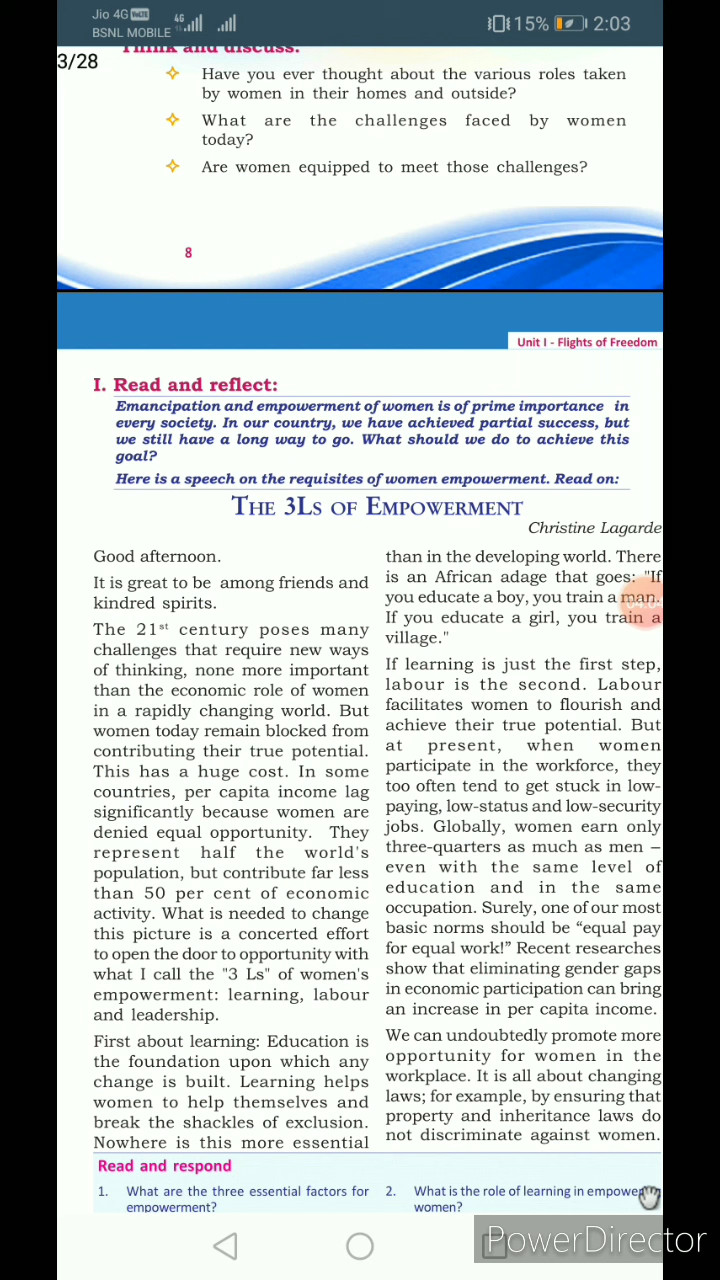 Jio 4G VoLTE
BSNL MOBILE
4G
15% 2:03
3/28
Think and discuss:
Have you ever thought about the various roles taken
by women in their homes and outside?
What are the challenges faced by women
today?
Are women equipped to meet those challenges?
8
Unit I - Flights of Freedom
I. Read and reflect:
Emancipation and empowerment of women is of prime importance in
every society. In our country, we have achieved partial success, but
we still have a long way to go. What should we do to achieve this
goal?
Here is a speech on the requisites of women empowerment. Read on:
The 3Ls of Empowerment
Christine Lagarde
Good afternoon.
It is great to be among friends and
kindred spirits.
The 21st century poses many
challenges that require new ways
of thinking, none more important
than the economic role of women
in a rapidly changing world. But
women today remain blocked from
contributing their true potential.
This has a huge cost. In some
countries, per capita income lag
significantly because women are
denied equal opportunity. They
represent half the world's
population, but contribute far less
than 50 per cent of economic
activity. What is needed to change
this picture is a concerted effort
to open the door to opportunity with
what I call the "3 Ls" of women's
empowerment: learning, labour
and leadership.
First about learning: Education is
the foundation upon which any
change is built. Learning helps
women to help themselves and
break the shackles of exclusion.
Nowhere is this more essential
than in the developing world. There
is an African adage that goes: "If
you educate a boy, you train a man.
If you educate a girl, you train a
village."
If learning is just the first step,
labour is the second. Labour
facilitates women to flourish and
achieve their true potential. But
at present, when women
participate in the workforce, they
too often tend to get stuck in low-
paying, low-status and low-security
jobs. Globally, women earn only
three-quarters as much as men –
even with the same level of
education and in the same
occupation. Surely, one of our most
basic norms should be “equal pay
for equal work!” Recent researches
show that eliminating gender gaps
in economic participation can bring
an increase in per capita income.
We can undoubtedly promote more
opportunity for women in the
workplace. It is all about changing
laws; for example, by ensuring that
property and inheritance laws do
not discriminate against women.
Read and respond
1. What are the three essential factors for
empowerment?
2. What is the role of learning in
women?
PowerDirector